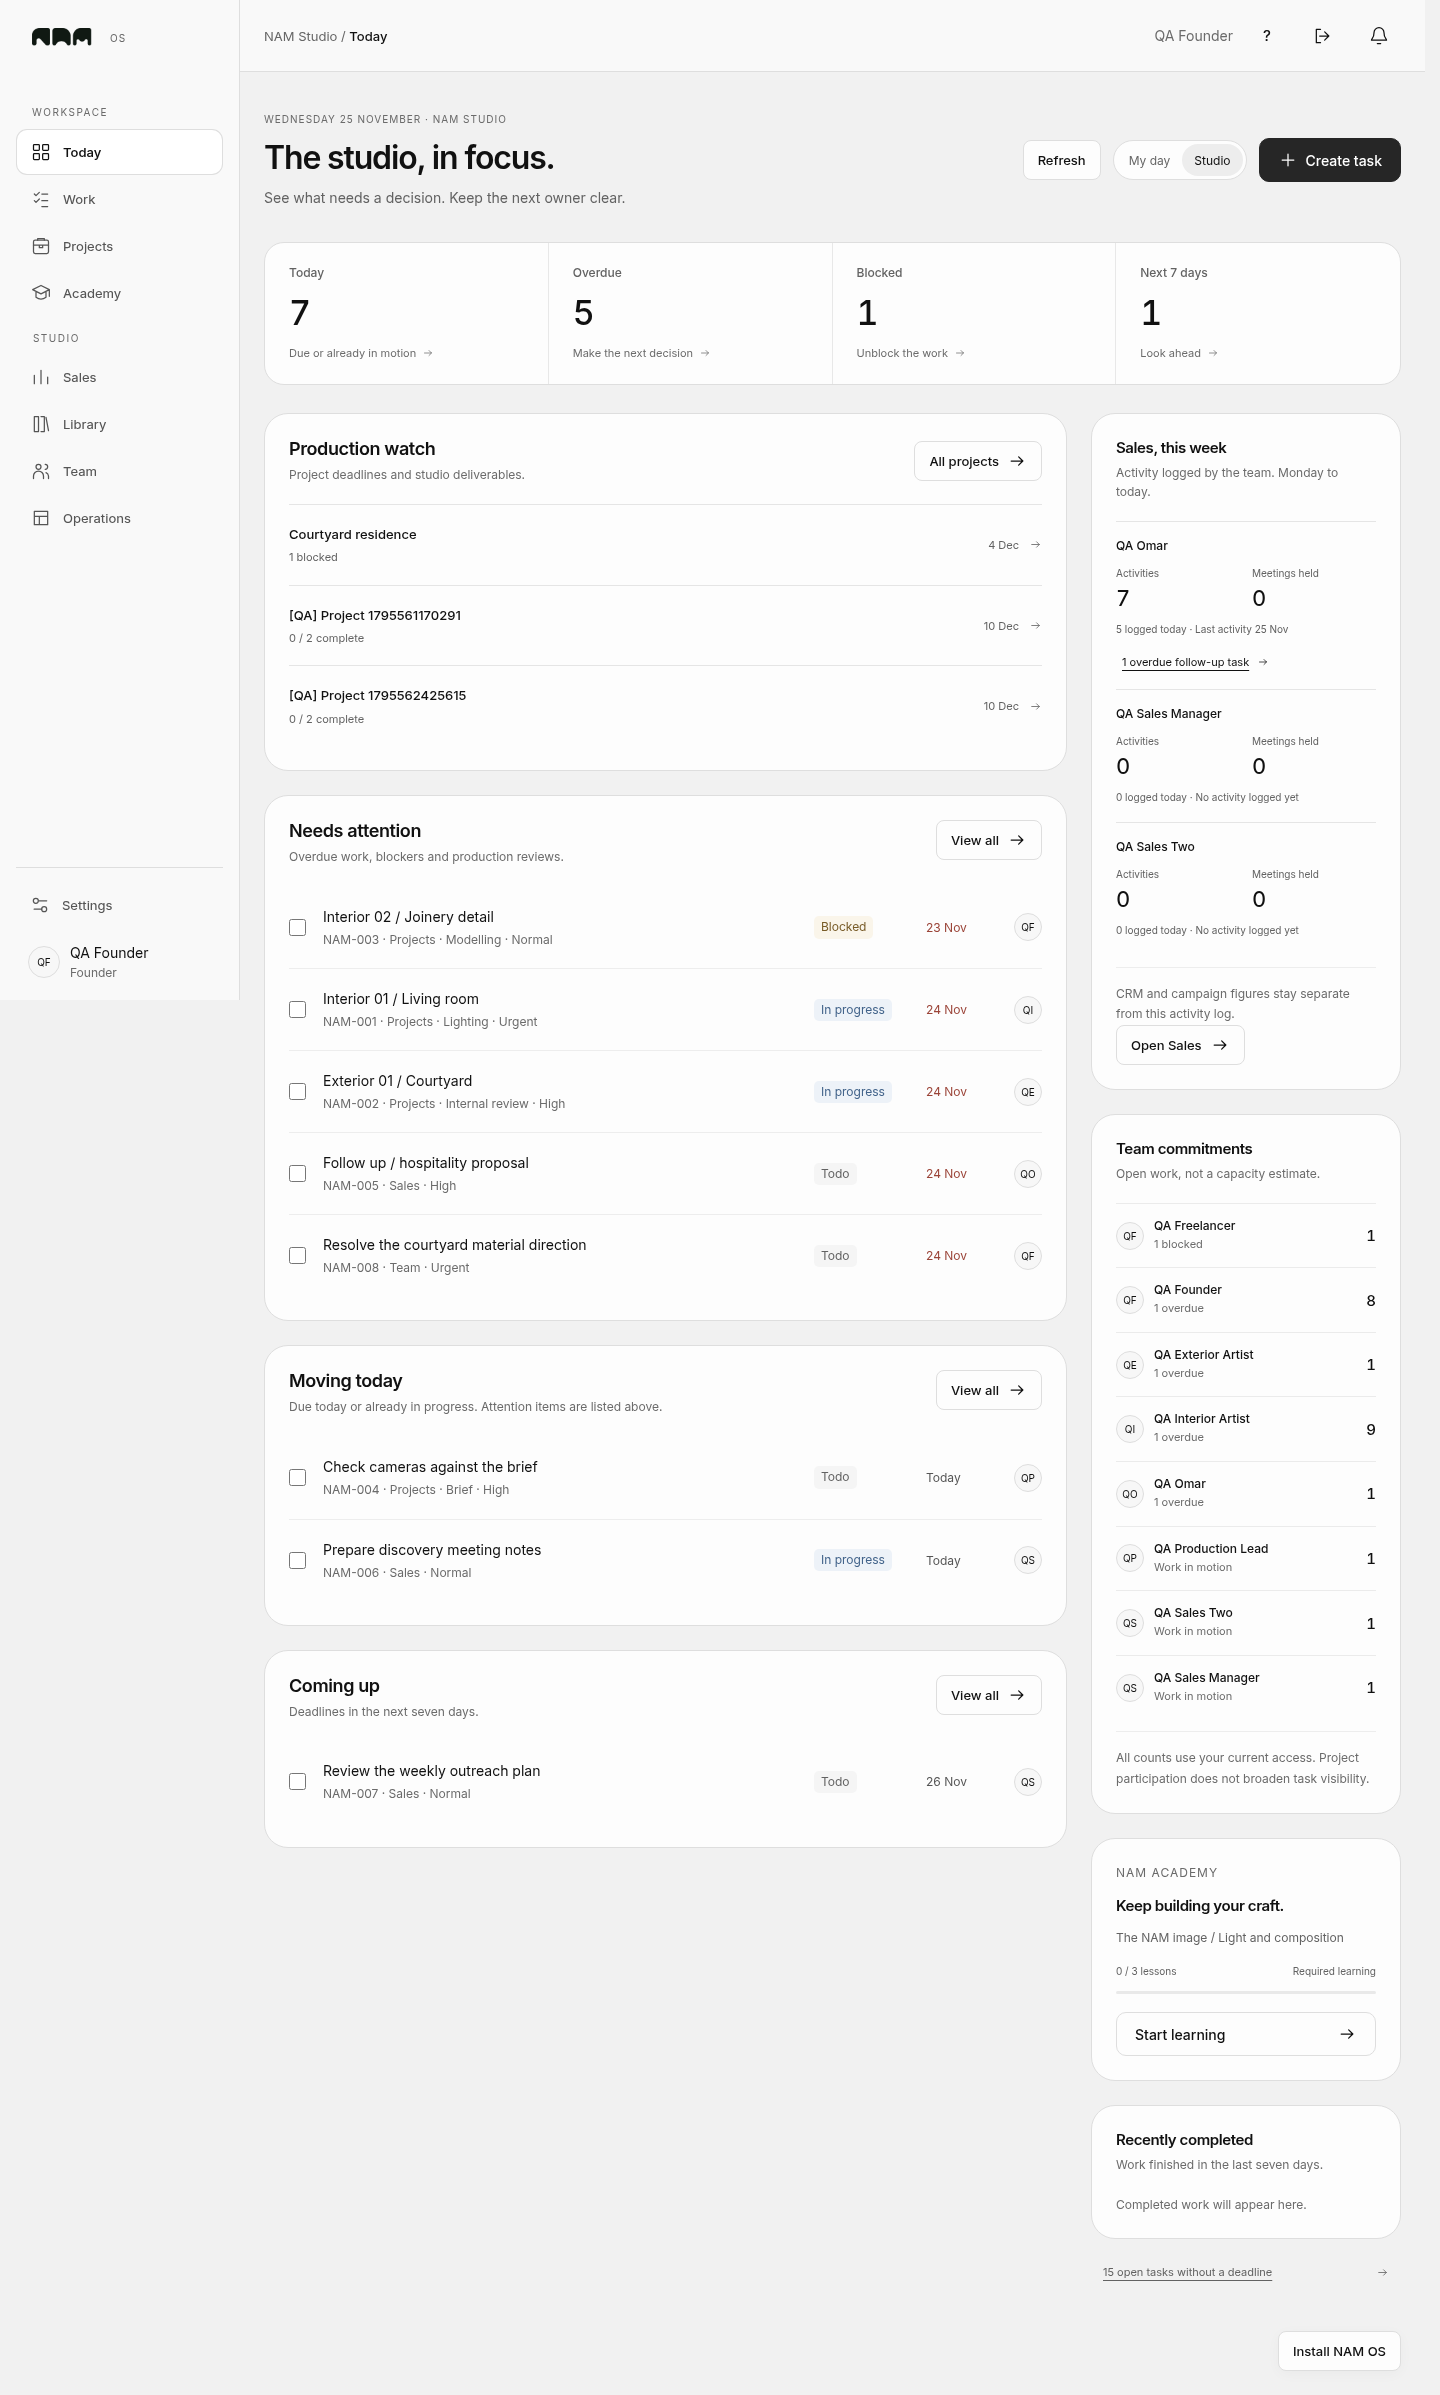 NAM OS
WORKSPACE
Today
Work
Projects
Academy
STUDIO
Sales
Library
Team
Operations
Settings
QF
QA Founder
Founder
NAM Studio / Today
QA Founder
?
WEDNESDAY 25 NOVEMBER · NAM STUDIO
The studio, in focus.
See what needs a decision. Keep the next owner clear.
Refresh
My day
Studio
Create task
Today
7
Due or already in motion →
Overdue
5
Make the next decision →
Blocked
1
Unblock the work →
Next 7 days
1
Look ahead →
Production watch
Project deadlines and studio deliverables.
All projects →
Courtyard residence
1 blocked
4 Dec →
[QA] Project 1795561170291
0 / 2 complete
10 Dec →
[QA] Project 1795562425615
0 / 2 complete
10 Dec →
Needs attention
Overdue work, blockers and production reviews.
View all →
Interior 02 / Joinery detail
NAM-003 · Projects · Modelling · Normal
Blocked
23 Nov
QF
Interior 01 / Living room
NAM-001 · Projects · Lighting · Urgent
In progress
24 Nov
QI
Exterior 01 / Courtyard
NAM-002 · Projects · Internal review · High
In progress
24 Nov
QE
Follow up / hospitality proposal
NAM-005 · Sales · High
Todo
24 Nov
QO
Resolve the courtyard material direction
NAM-008 · Team · Urgent
Todo
24 Nov
QF
Moving today
Due today or already in progress. Attention items are listed above.
View all →
Check cameras against the brief
NAM-004 · Projects · Brief · High
Todo
Today
QP
Prepare discovery meeting notes
NAM-006 · Sales · Normal
In progress
Today
QS
Coming up
Deadlines in the next seven days.
View all →
Review the weekly outreach plan
NAM-007 · Sales · Normal
Todo
26 Nov
QS
Sales, this week
Activity logged by the team. Monday to
today.
QA Omar
Activities
7
Meetings held
0
5 logged today · Last activity 25 Nov
1 overdue follow-up task →
QA Sales Manager
Activities
0
Meetings held
0
0 logged today · No activity logged yet
QA Sales Two
Activities
0
Meetings held
0
0 logged today · No activity logged yet
CRM and campaign figures stay separate
from this activity log.
Open Sales →
Team commitments
Open work, not a capacity estimate.
QF
QA Freelancer
1 blocked
1
QF
QA Founder
1 overdue
8
QE
QA Exterior Artist
1 overdue
1
QI
QA Interior Artist
1 overdue
9
QO
QA Omar
1 overdue
1
QP
QA Production Lead
Work in motion
1
QS
QA Sales Two
Work in motion
1
QS
QA Sales Manager
Work in motion
1
All counts use your current access. Project
participation does not broaden task visibility.
NAM ACADEMY
Keep building your craft.
The NAM image / Light and composition
0 / 3 lessons
Required learning
Start learning →
Recently completed
Work finished in the last seven days.
Completed work will appear here.
15 open tasks without a deadline →
Install NAM OS